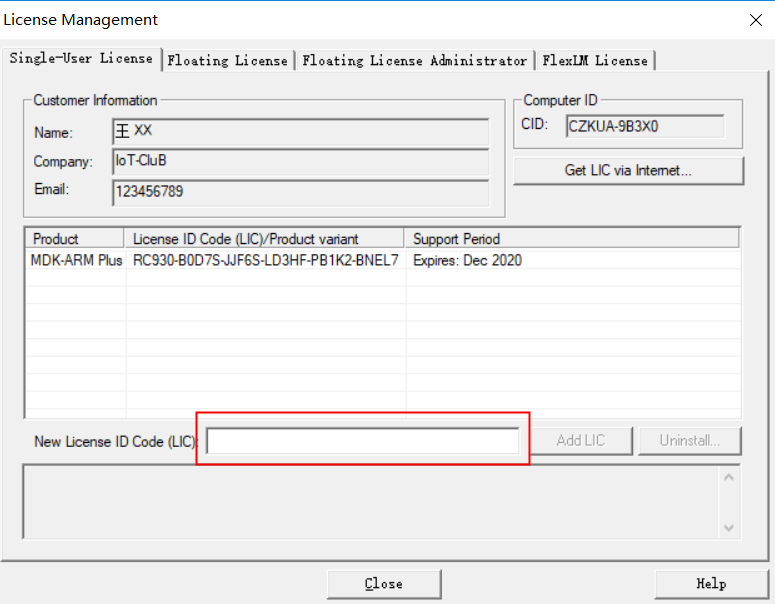 License Management
Single-User License Floating License Floating License Administrator FlexLM License
Customer Information
Name: 王 XX
Company: IoT-CluB
Email: 123456789
Computer ID
CID: CZKUA-9B3X0
Get LIC via Internet...
Product License ID Code (LIC)/Product variant Support Period
MDK-ARM Plus RC930-B0D7S-JJF6S-LD3HF-PB1K2-BNEL7 Expires: Dec 2020
New License ID Code (LIC): Add LIC Uninstall...
Close Help